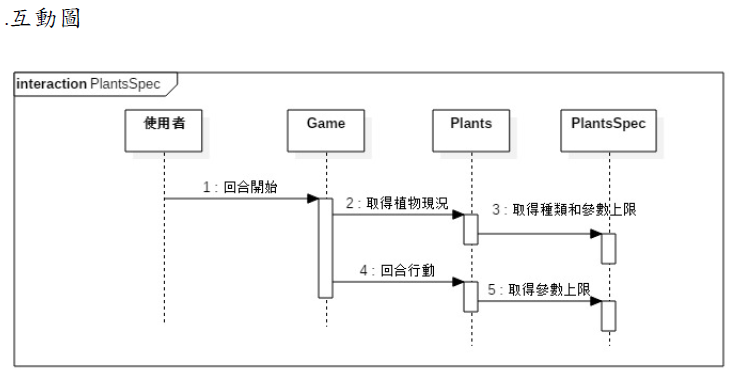 .互動圖
interaction PlantsSpec
使用者
Game
Plants
PlantsSpec
1 : 回合開始
2 : 取得植物現況
3 : 取得種類和參數上限
4 : 回合行動
5 : 取得參數上限